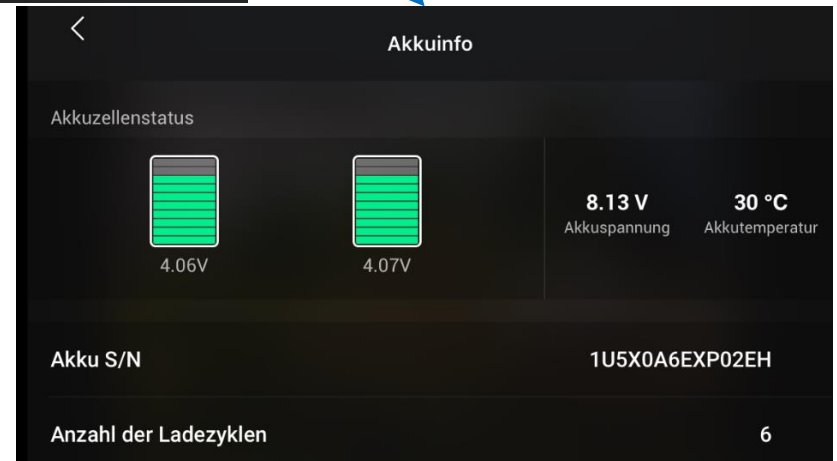 Akkuinfo
Akkuzellenstatus
8.13 V 30 °C
Akkuspannung Akkutemperatur
4.06V 4.07V
Akku S/N 1U5X0A6EXP02EH
Anzahl der Ladezyklen 6